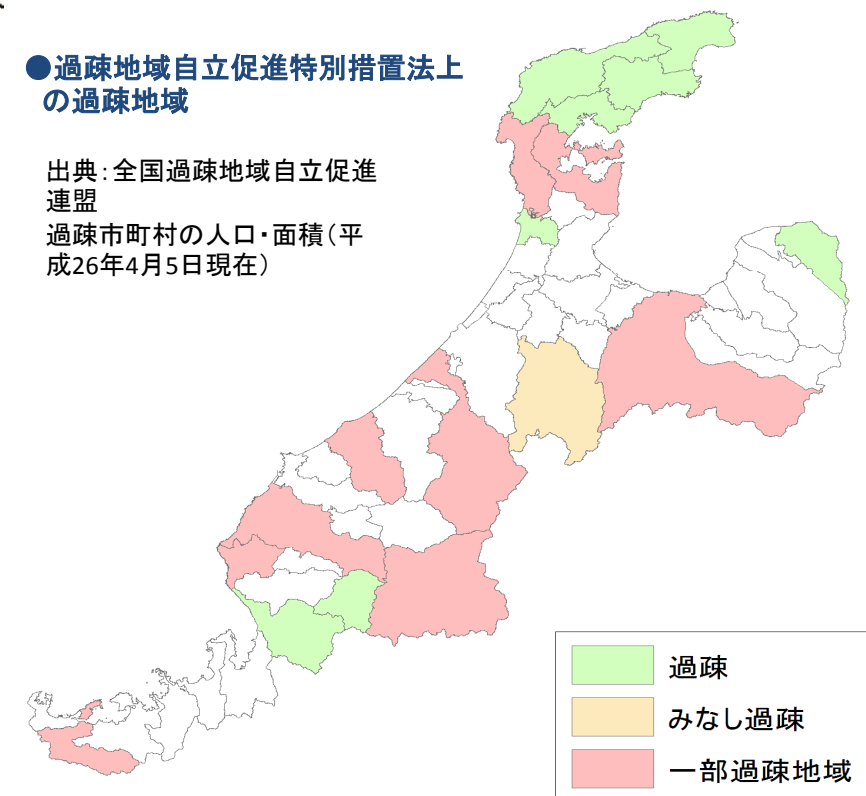 ●過疎地域自立促進特別措置法上
の過疎地域
出典：全国過疎地域自立促進
連盟
過疎市町村の人口・面積（平
成26年4月5日現在）
過疎
みなし過疎
一部過疎地域